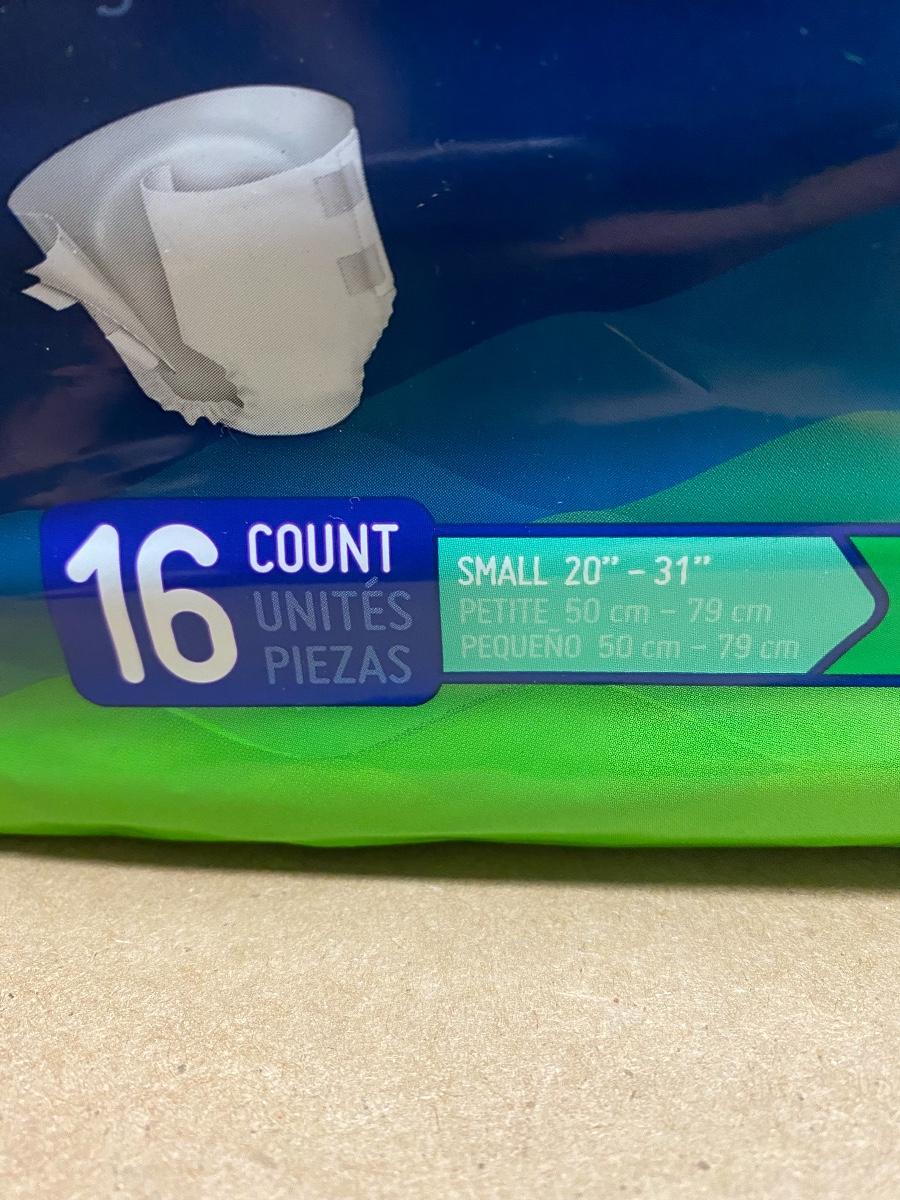 16
COUNT
UNITÉS
PIEZAS
SMALL 20” – 31”
PETITE 50 cm – 79 cm
PEQUEÑO 50 cm – 79 cm